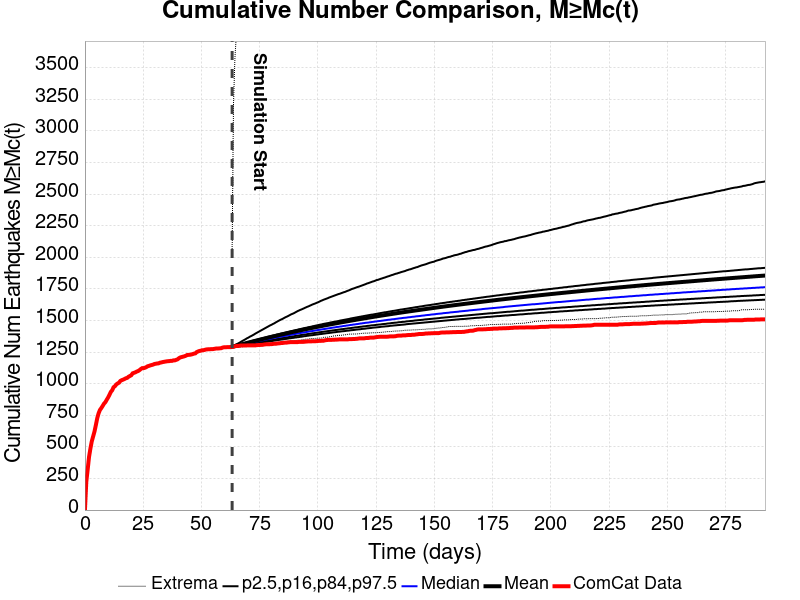 Cumulative Number Comparison, M≥Mc(t)
Cumulative Num Earthquakes M≥Mc(t)
3500
3250
3000
2750
2500
2250
2000
1750
1500
1250
1000
750
500
250
0
Simulation Start
0 25 50 75 100 125 150 175 200 225 250 275
Time (days)
Extrema p2.5,p16,p84,p97.5 Median Mean ComCat Data